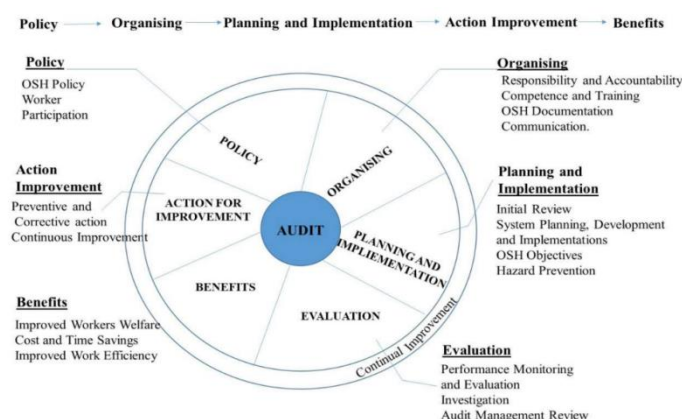 Policy Organising Planning and Implementation Action Improvement Benefits
Policy
OSH Policy
Worker
Participation
Organising
Responsibility and Accountability
Competence and Training
OSH Documentation
Communication.
POLICY
ORGANISING
Action
Improvement
Preventive and
Corrective action
Continuous Improvement
ACTION FOR
IMPROVEMENT
AUDIT
PLANNING AND
IMPLIEMENTATION
Planning and
Implementation
Initial Review
System Planning, Development
and Implementations
OSH Objectives
Hazard Prevention
BENEFITS
EVALUATION
Continual Improvement
Benefits
Improved Workers Welfare
Cost and Time Savings
Improved Work Efficiency
Evaluation
Performance Monitoring
and Evaluation
Investigation
Audit Management Review